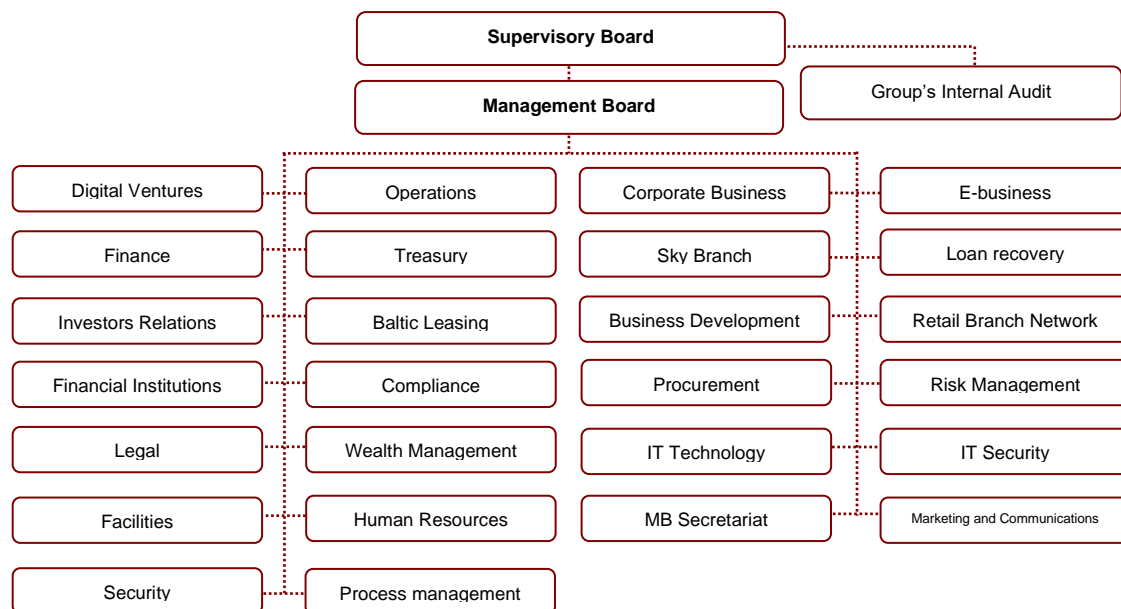 Supervisory Board
Group's Internal Audit
Management Board
Digital Ventures
Operations
Corporate Business
E-business
Finance
Treasury
Sky Branch
Loan recovery
Investors Relations
Baltic Leasing
Business Development
Retail Branch Network
Financial Institutions
Compliance
Procurement
Risk Management
Legal
Wealth Management
IT Technology
IT Security
Facilities
Human Resources
MB Secretariat
Marketing and Communications
Security
Process management